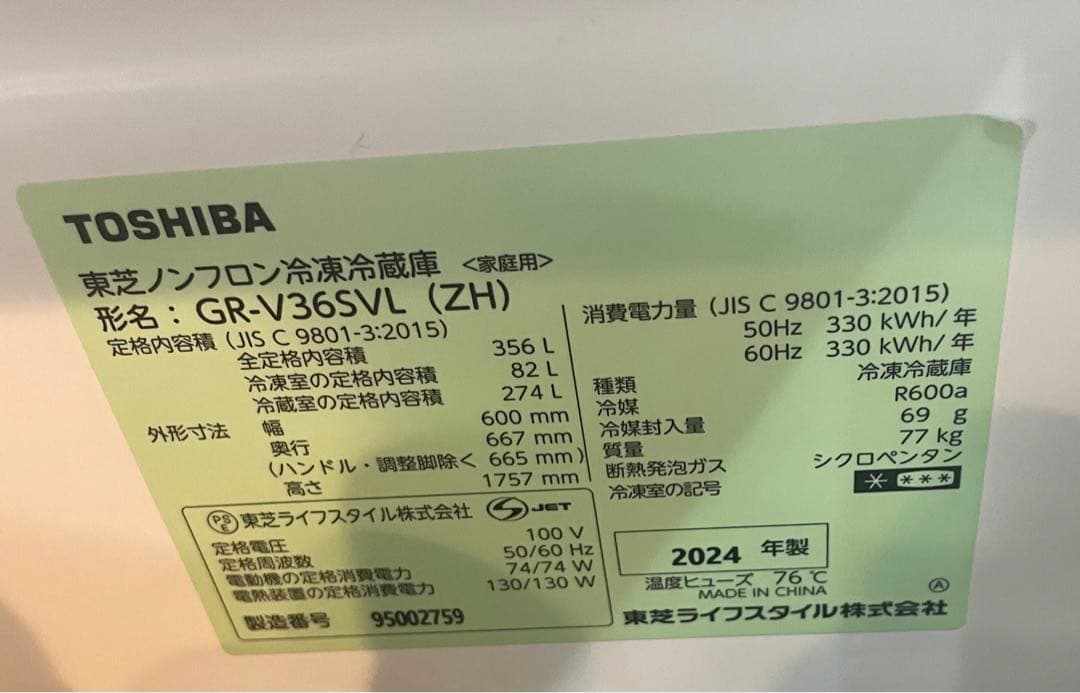 TOSHIBA
東芝ノンフロン冷凍冷蔵庫 <家庭用>
形名：GR-V36SVL (ZH)
定格内容積 (JIS C 9801-3:2015)
全定格内容積 356 L
冷凍室の定格内容積 82 L
冷蔵室の定格内容積 274 L
外形寸法 幅 600 mm
奥行 667 mm
(ハンドル・調整脚除く 665 mm)
高さ 1757 mm
消費電力量 (JIS C 9801-3:2015)
50Hz 330 kWh/年
60Hz 330 kWh/年
種類 冷凍冷蔵庫
冷媒 R600a
冷媒封入量 69 g
質量 77 kg
断熱発泡ガス シクロペンタン
冷凍室の記号 * ***
PSE 東芝ライフスタイル株式会社 S JET
定格電圧 100 V
定格周波数 50/60 Hz
電動機の定格消費電力 74/74 W
電熱装置の定格消費電力 130/130 W
製造番号 95002759
2024 年製
温度ヒューズ 76℃
MADE IN CHINA Ⓐ
東芝ライフスタイル株式会社